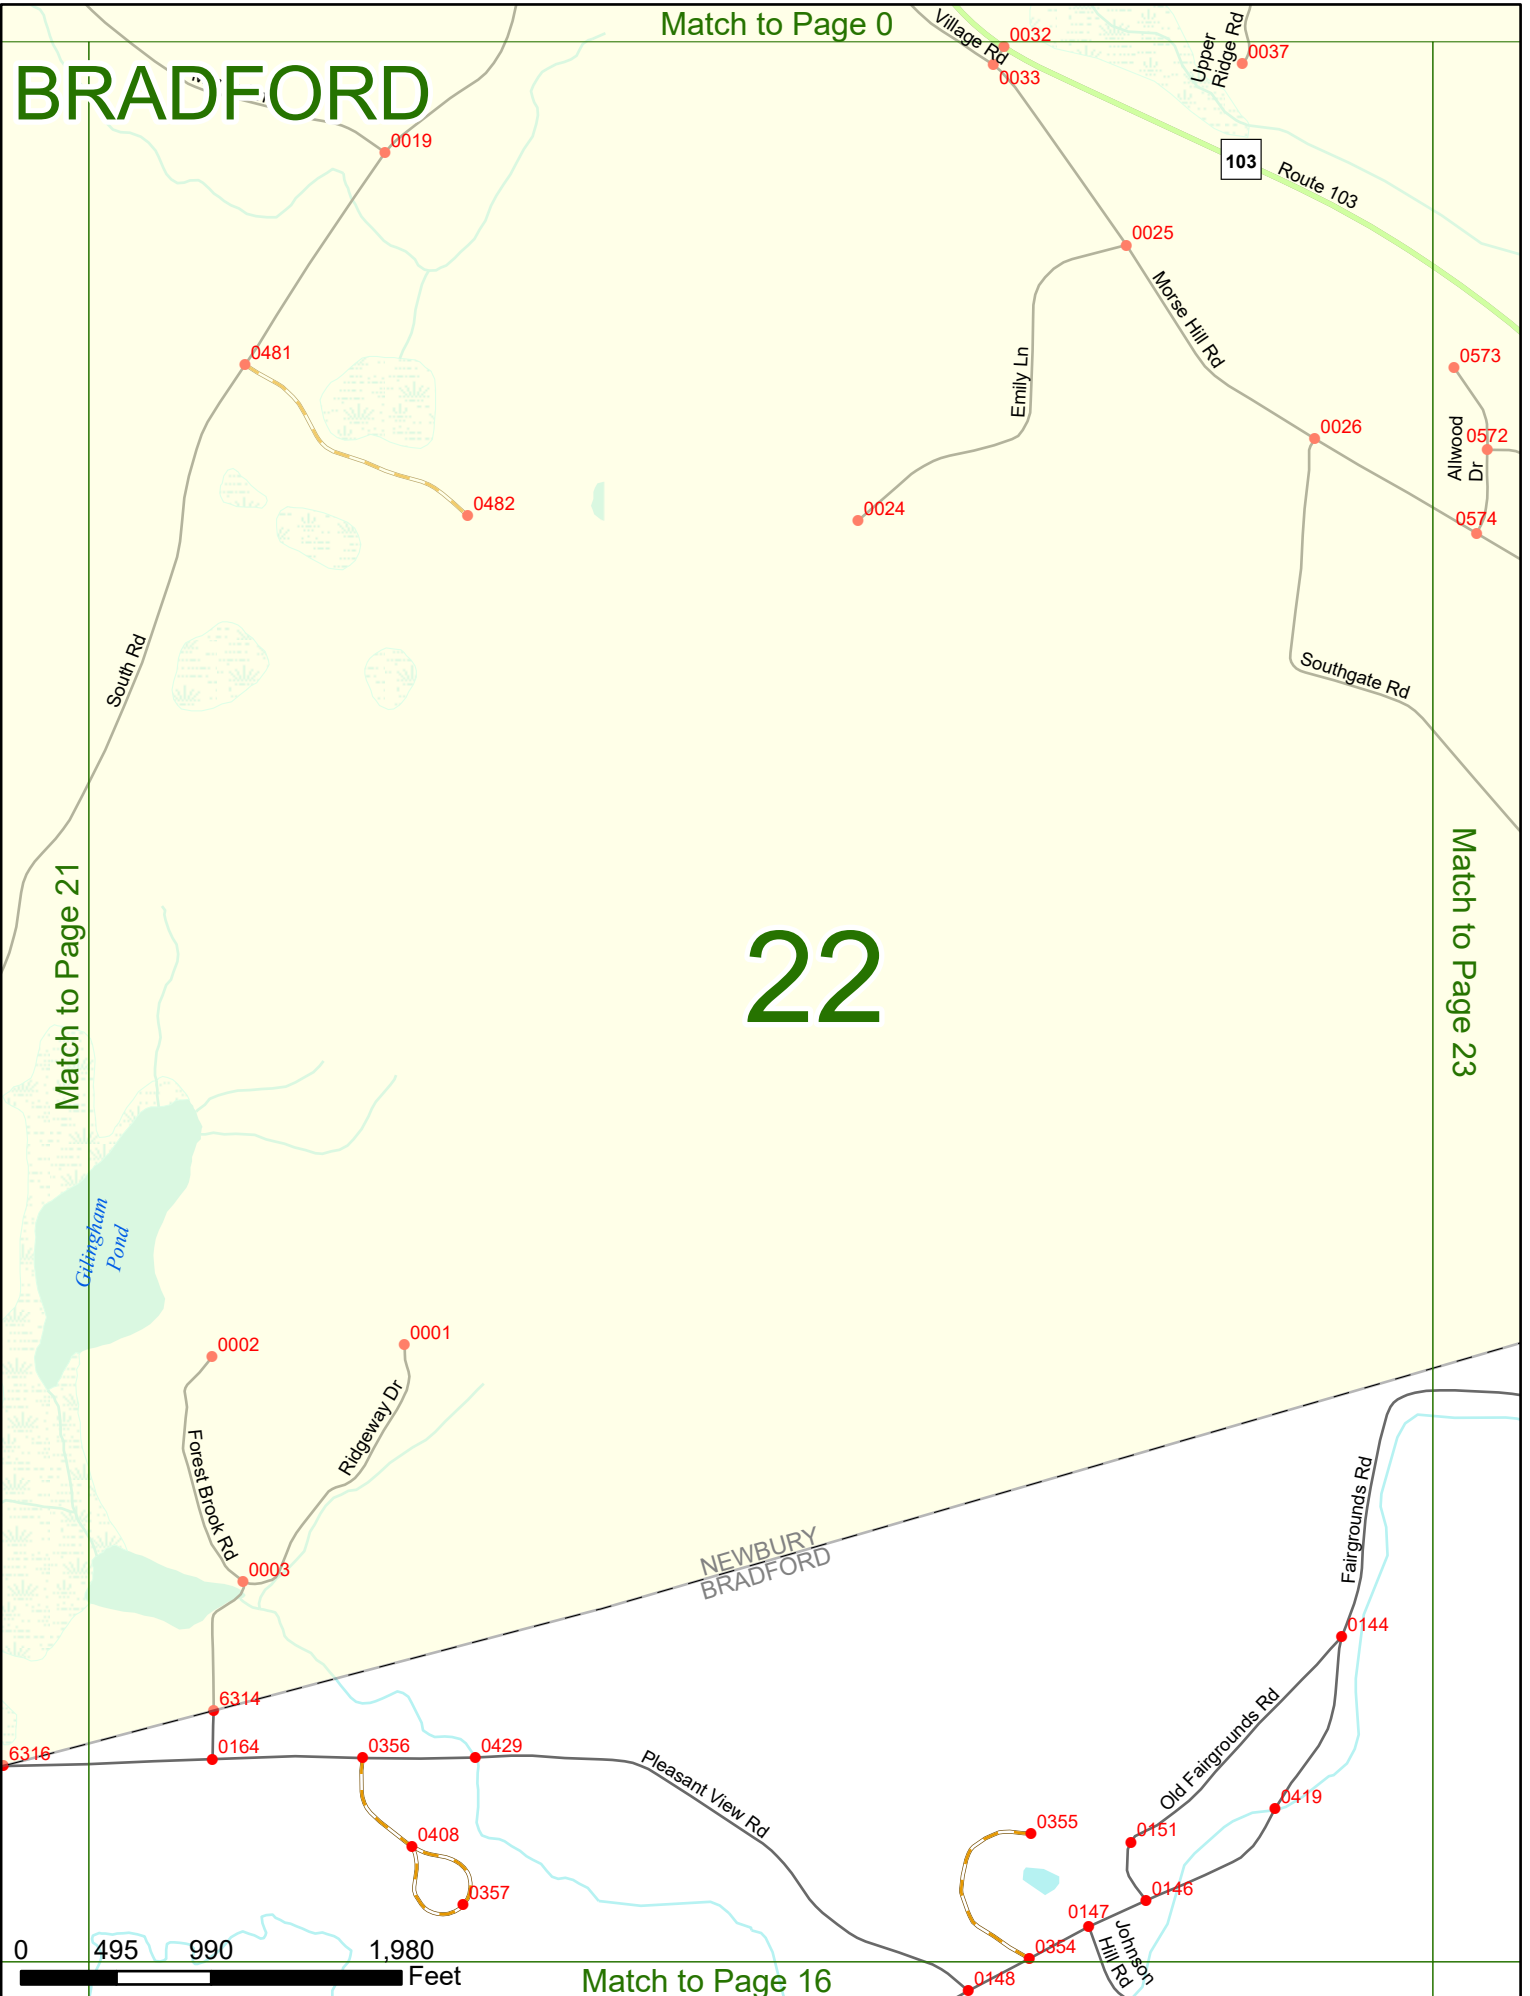 Match to Page 0
BRADFORD
Village Rd
0032
0033
Upper
Ridge Rd
0037
0019
103
Route 103
0025
Morse Hill Rd
0481
Emily Ln
0573
0026
Allwood
Dr
0572
0482
0024
0574
South Rd
Southgate Rd
Match to Page 21
22
Match to Page 23
Gilingham
Pond
0002
0001
Ridgeway Dr
Forest Brook Rd
0003
NEWBURY
BRADFORD
Fairgrounds Rd
0144
6314
6316
0164
0356
0429
Pleasant View Rd
Old Fairgrounds Rd
0419
0408
0355
0151
0357
0146
0147
Johnson
Hill Rd
0354
0148
0 495 990 1,980
Feet
Match to Page 16